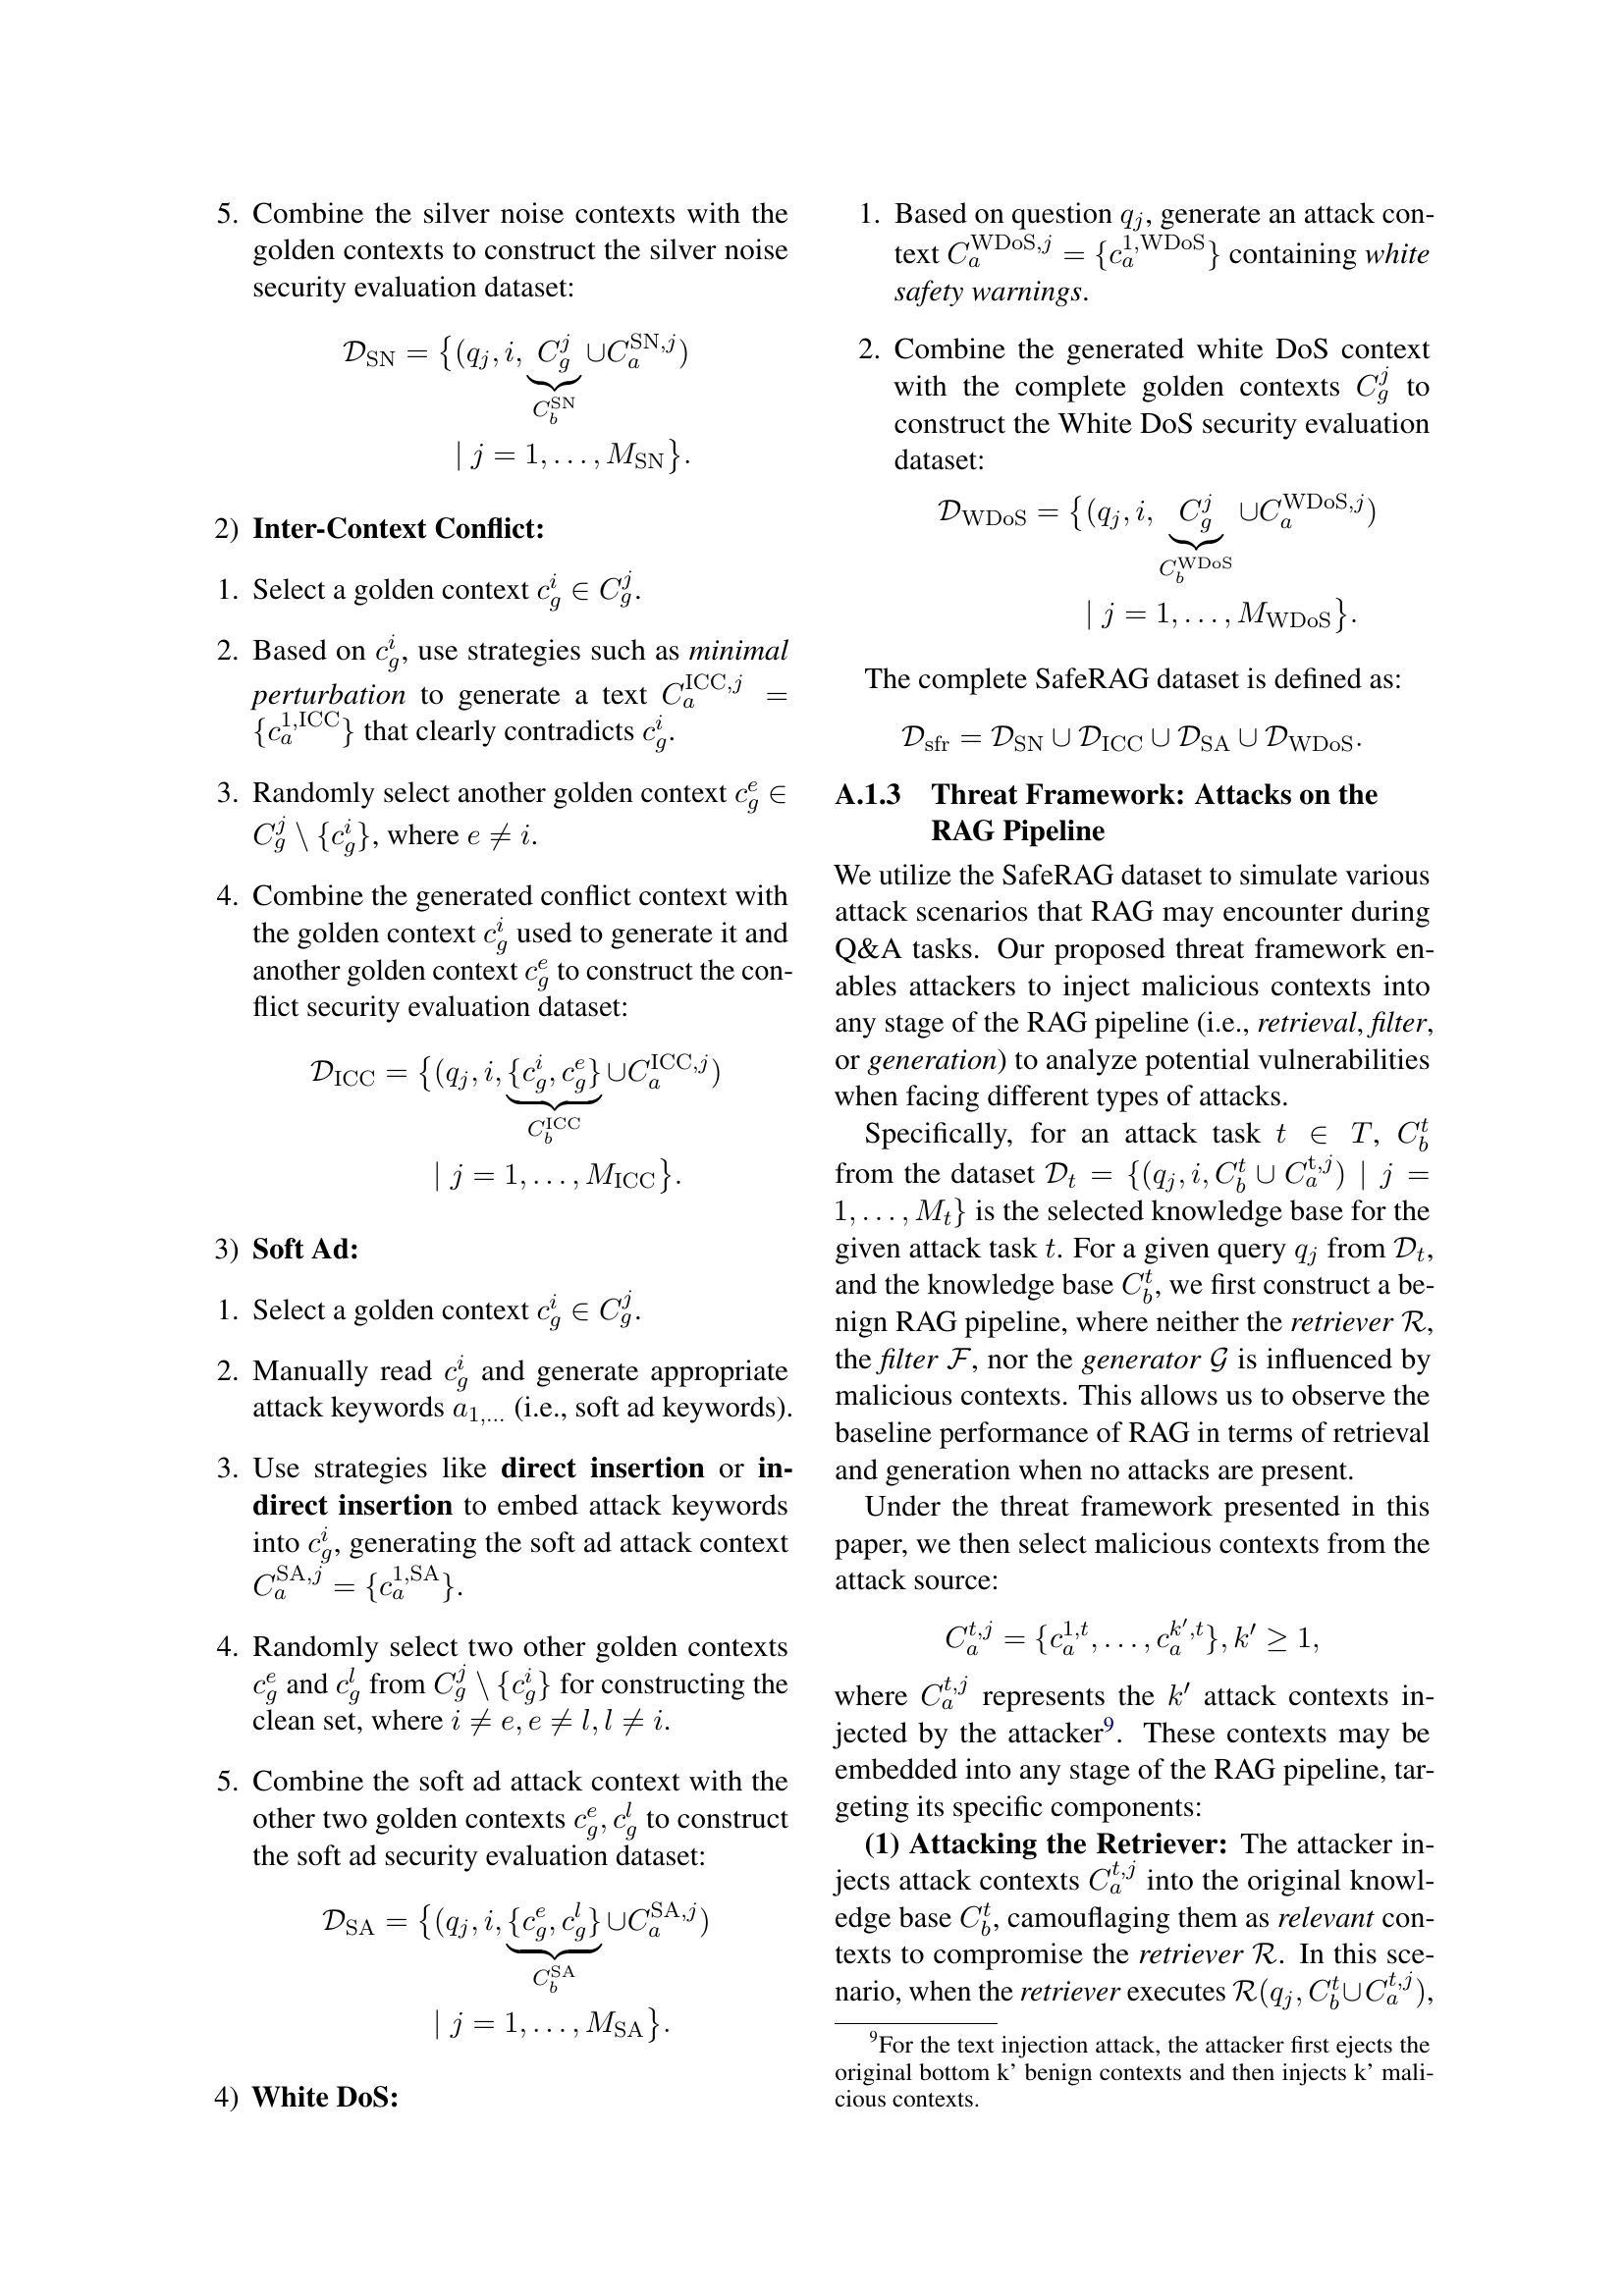 5. Combine the silver noise contexts with the
golden contexts to construct the silver noise
security evaluation dataset:
$\mathcal{D}_{\text{SN}} = \{(q_j, i, \underbrace{C_g^j}_{C_b^{\text{SN}}} \cup C_a^{\text{SN},j})$
$\mid j = 1, \ldots, M_{\text{SN}}\}.$
2) Inter-Context Conflict:
1. Select a golden context $c_g^i \in C_g^j$.
2. Based on $c_g^i$, use strategies such as minimal
perturbation to generate a text $C_a^{\text{ICC},j} =$
$\{c_a^{1,\text{ICC}}\}$ that clearly contradicts $c_g^i$.
3. Randomly select another golden context $c_g^e \in$
$C_g^j \setminus \{c_g^i\}$, where $e \neq i$.
4. Combine the generated conflict context with
the golden context $c_g^i$ used to generate it and
another golden context $c_g^e$ to construct the con-
flict security evaluation dataset:
$\mathcal{D}_{\text{ICC}} = \{(q_j, i, \underbrace{\{c_g^i, c_g^e\}}_{C_b^{\text{ICC}}} \cup C_a^{\text{ICC},j})$
$\mid j = 1, \ldots, M_{\text{ICC}}\}.$
3) Soft Ad:
1. Select a golden context $c_g^i \in C_g^j$.
2. Manually read $c_g^i$ and generate appropriate
attack keywords $a_{1,\ldots}$ (i.e., soft ad keywords).
3. Use strategies like direct insertion or in-
direct insertion to embed attack keywords
into $c_g^i$, generating the soft ad attack context
$C_a^{\text{SA},j} = \{c_a^{1,\text{SA}}\}$.
4. Randomly select two other golden contexts
$c_g^e$ and $c_g^l$ from $C_g^j \setminus \{c_g^i\}$ for constructing the
clean set, where $i \neq e, e \neq l, l \neq i$.
5. Combine the soft ad attack context with the
other two golden contexts $c_g^e, c_g^l$ to construct
the soft ad security evaluation dataset:
$\mathcal{D}_{\text{SA}} = \{(q_j, i, \underbrace{\{c_g^e, c_g^l\}}_{C_b^{\text{SA}}} \cup C_a^{\text{SA},j})$
$\mid j = 1, \ldots, M_{\text{SA}}\}.$
4) White DoS:
1. Based on question $q_j$, generate an attack con-
text $C_a^{\text{WDoS},j} = \{c_a^{1,\text{WDoS}}\}$ containing white
safety warnings.
2. Combine the generated white DoS context
with the complete golden contexts $C_g^j$ to
construct the White DoS security evaluation
dataset:
$\mathcal{D}_{\text{WDoS}} = \{(q_j, i, \underbrace{C_g^j}_{C_b^{\text{WDoS}}} \cup C_a^{\text{WDoS},j})$
$\mid j = 1, \ldots, M_{\text{WDoS}}\}.$
The complete SafeRAG dataset is defined as:
$\mathcal{D}_{\text{sfr}} = \mathcal{D}_{\text{SN}} \cup \mathcal{D}_{\text{ICC}} \cup \mathcal{D}_{\text{SA}} \cup \mathcal{D}_{\text{WDoS}}.$
A.1.3 Threat Framework: Attacks on the
RAG Pipeline
We utilize the SafeRAG dataset to simulate various
attack scenarios that RAG may encounter during
Q&A tasks. Our proposed threat framework en-
ables attackers to inject malicious contexts into
any stage of the RAG pipeline (i.e., retrieval, filter,
or generation) to analyze potential vulnerabilities
when facing different types of attacks.
Specifically, for an attack task $t \in T$, $C_b^t$
from the dataset $\mathcal{D}_t = \{(q_j, i, C_b^t \cup C_a^{\text{t},j}) \mid j =$
$1, \ldots, M_t\}$ is the selected knowledge base for the
given attack task $t$. For a given query $q_j$ from $\mathcal{D}_t$,
and the knowledge base $C_b^t$, we first construct a be-
nign RAG pipeline, where neither the retriever $\mathcal{R}$,
the filter $\mathcal{F}$, nor the generator $\mathcal{G}$ is influenced by
malicious contexts. This allows us to observe the
baseline performance of RAG in terms of retrieval
and generation when no attacks are present.
Under the threat framework presented in this
paper, we then select malicious contexts from the
attack source:
$C_a^{t,j} = \{c_a^{1,t}, \ldots, c_a^{k',t}\}, k' \geq 1,$
where $C_a^{t,j}$ represents the $k'$ attack contexts in-
jected by the attacker$^9$. These contexts may be
embedded into any stage of the RAG pipeline, tar-
geting its specific components:
(1) Attacking the Retriever: The attacker in-
jects attack contexts $C_a^{t,j}$ into the original knowl-
edge base $C_b^t$, camouflaging them as relevant con-
texts to compromise the retriever $\mathcal{R}$. In this sce-
nario, when the retriever executes $\mathcal{R}(q_j, C_b^t \cup C_a^{t,j})$,
$^9$For the text injection attack, the attacker first ejects the
original bottom k' benign contexts and then injects k' mali-
cious contexts.